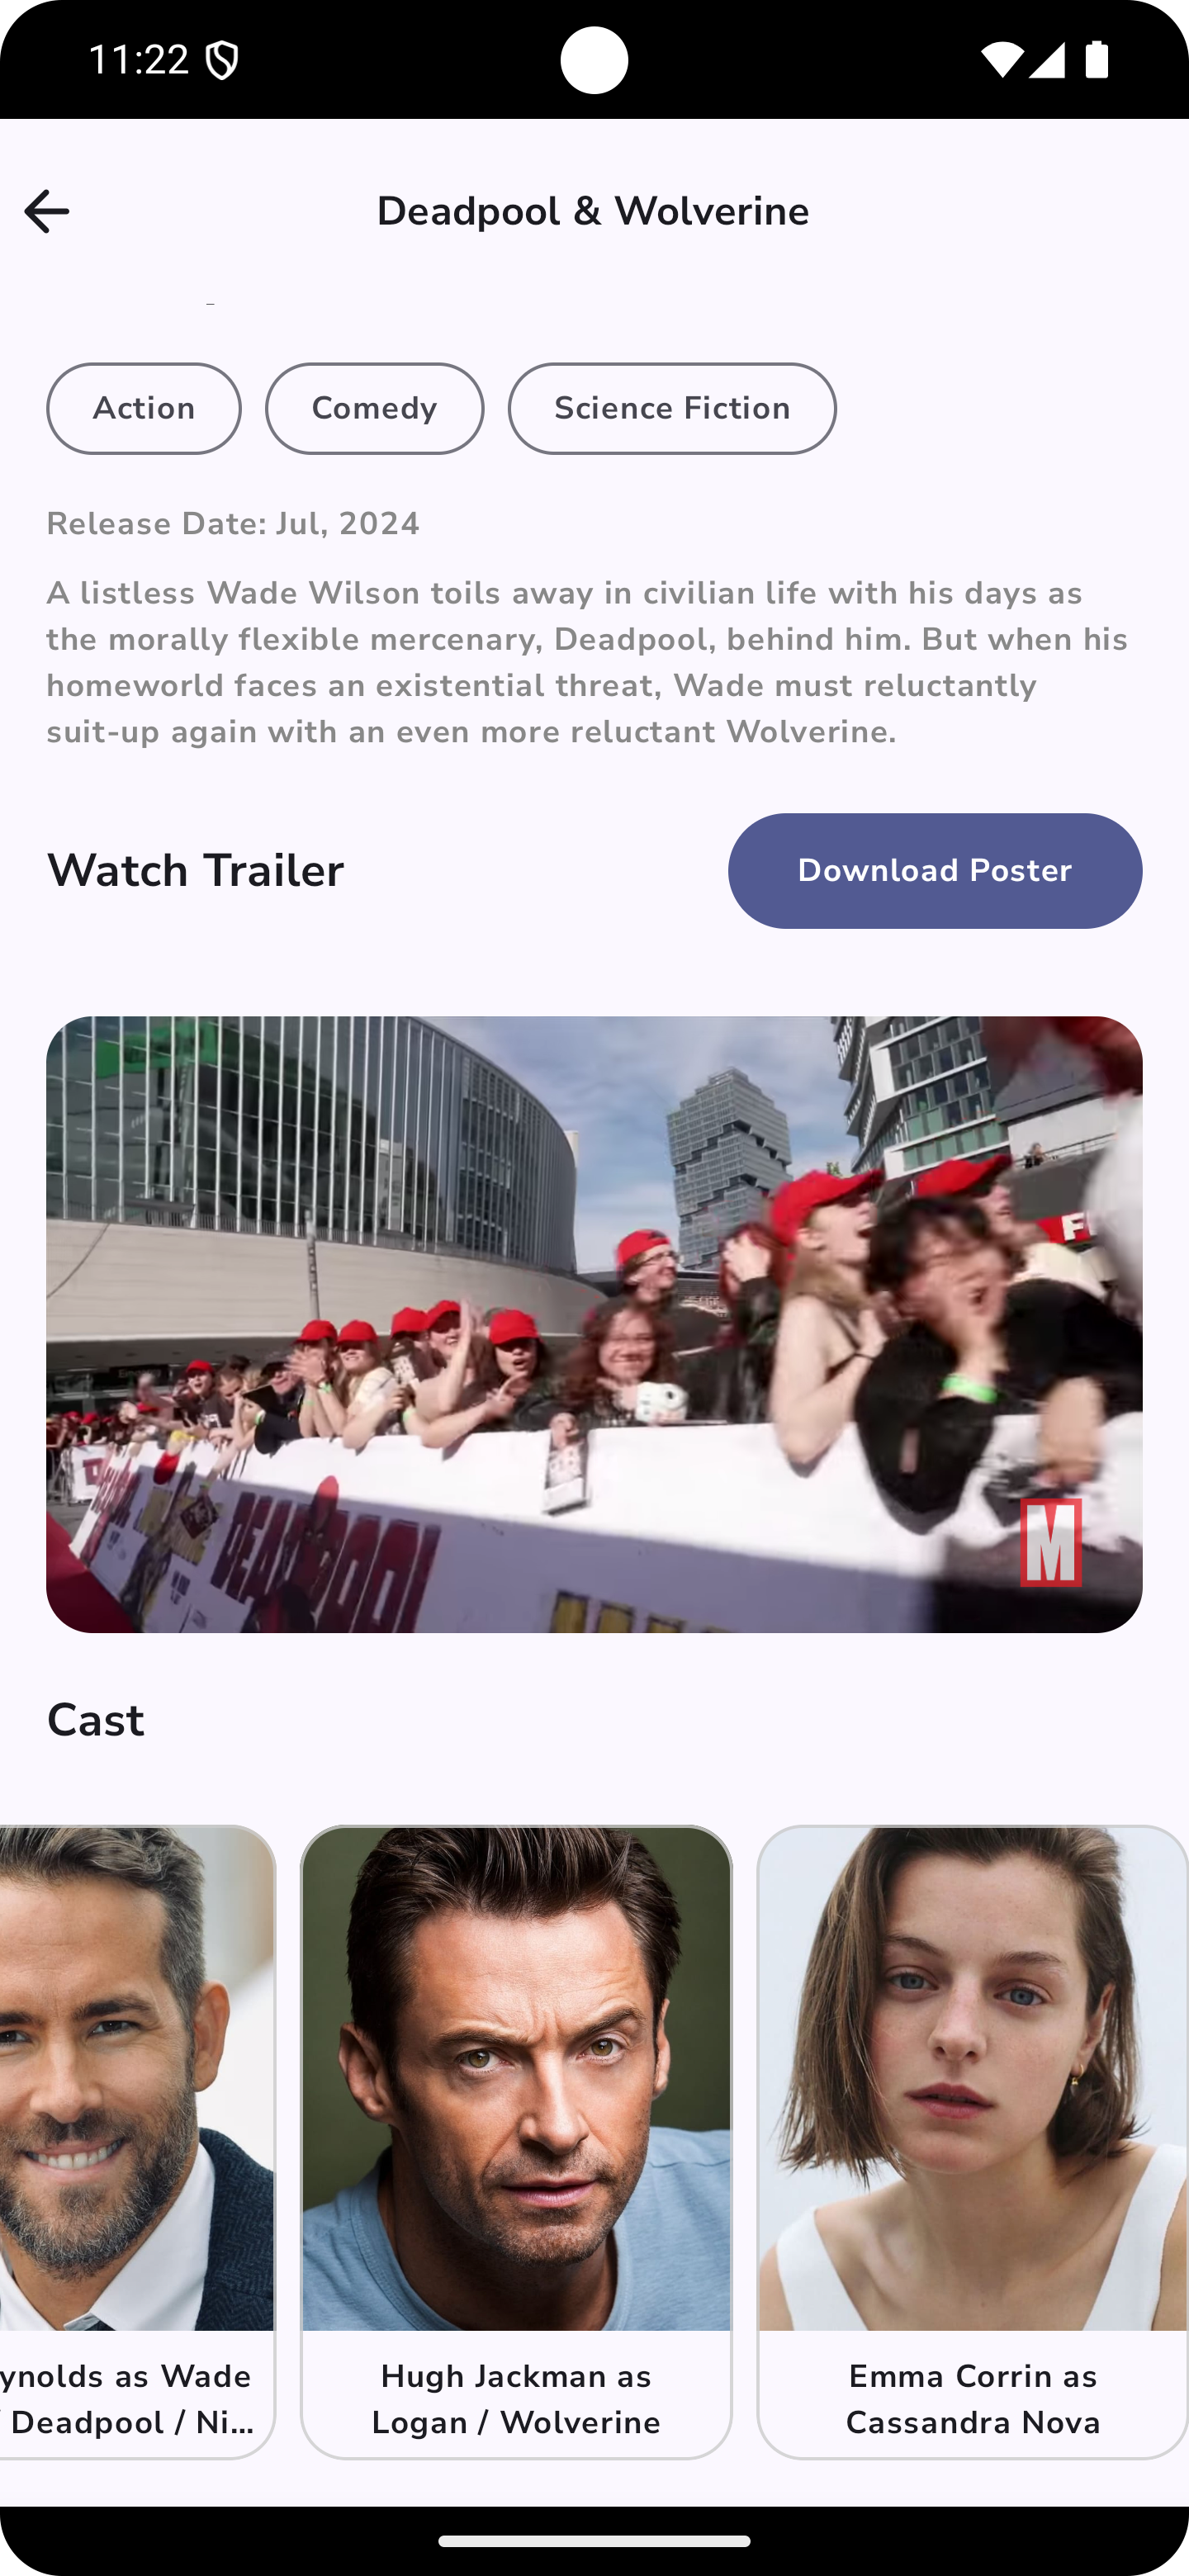 11:22
Deadpool & Wolverine
Action
Comedy
Science Fiction
Release Date: Jul, 2024
A listless Wade Wilson toils away in civilian life with his days as
the morally flexible mercenary, Deadpool, behind him. But when his
homeworld faces an existential threat, Wade must reluctantly
suit-up again with an even more reluctant Wolverine.
Watch Trailer
Download Poster
DEADPOOL
M
Cast
ynolds as Wade
/ Deadpool / Ni...
Hugh Jackman as
Logan / Wolverine
Emma Corrin as
Cassandra Nova